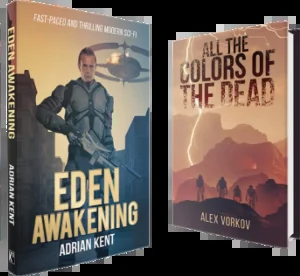 FAST-PACED AND THRILLING MODERN SCI-FI
EDEN
AWAKENING
ADRIAN KENT
EDEN AWAKENING
ADRIAN KENT
ALL THE
COLORS OF
THE DEAD
ALEX VORKOV